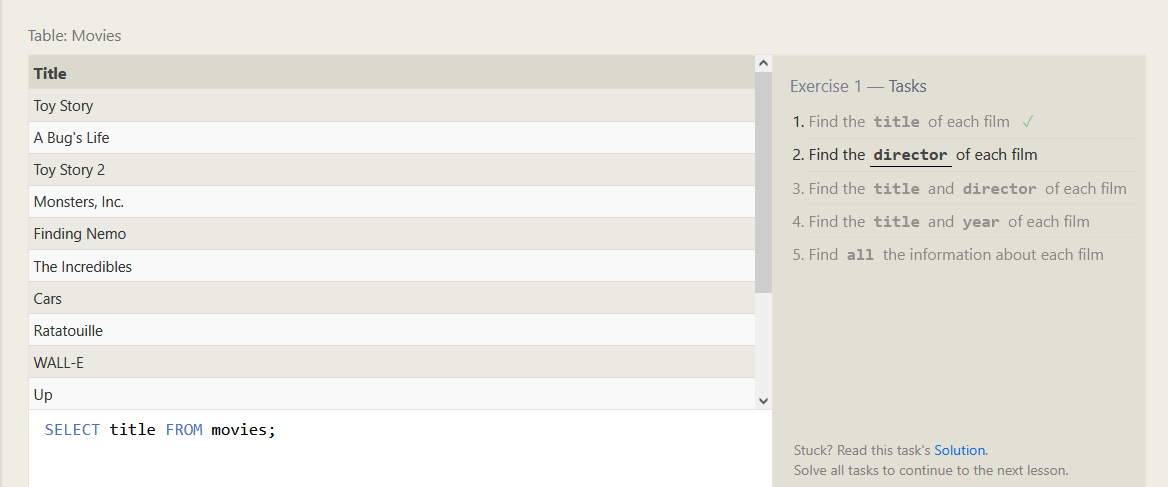 Table: Movies
Title
Toy Story
A Bug's Life
Toy Story 2
Monsters, Inc.
Finding Nemo
The Incredibles
Cars
Ratatouille
WALL-E
Up
SELECT title FROM movies;
Exercise 1 — Tasks
1. Find the title of each film ✓
2. Find the director of each film
3. Find the title and director of each film
4. Find the title and year of each film
5. Find all the information about each film
Stuck? Read this task's Solution.
Solve all tasks to continue to the next lesson.